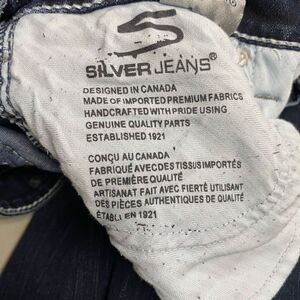 SILVER JEANS®
DESIGNED IN CANADA
MADE OF IMPORTED PREMIUM FABRICS
HANDCRAFTED WITH PRIDE USING
GENUINE QUALITY PARTS
ESTABLISHED 1921
CONÇU AU CANADA
FABRIQUÉ AVEC DES TISSUS IMPORTÉS
DE PREMIÈRE QUALITÉ
ARTISANAT FAIT AVEC FIERTÉ UTILISANT
DES PIÈCES AUTHENTIQUES DE QUALITÉ
ÉTABLI EN 1921